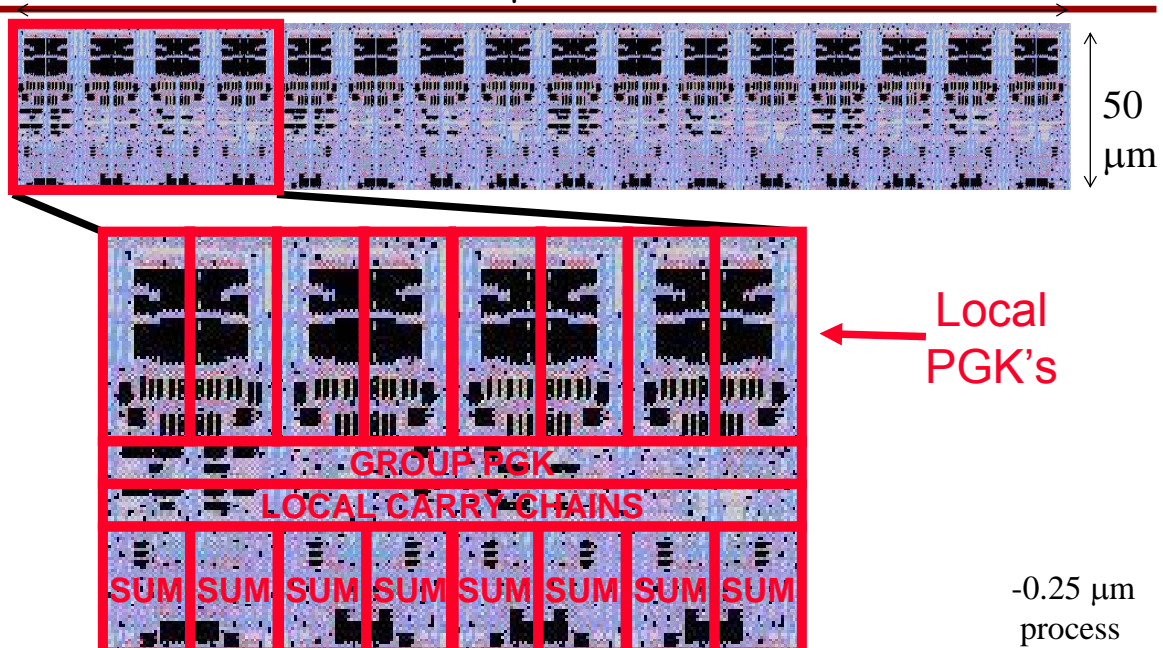 50
μm
Local
PGK's
GROUP PGK
LOCAL CARRY CHAINS
SUM SUM SUM SUM SUM SUM SUM SUM
-0.25 μm
process